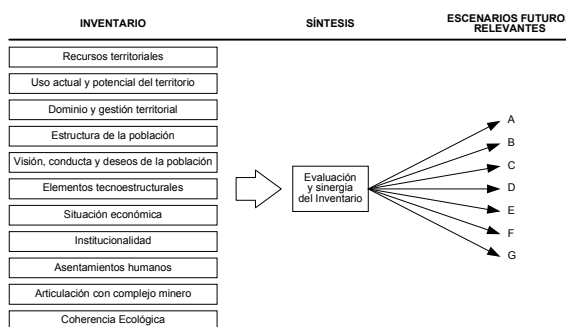 INVENTARIO
SÍNTESIS
ESCENARIOS FUTURO
RELEVANTES
Recursos territoriales
Uso actual y potencial del territorio
Dominio y gestión territorial
Estructura de la población
Visión, conducta y deseos de la población
Elementos tecnoestructurales
Situación económica
Institucionalidad
Asentamientos humanos
Articulación con complejo minero
Coherencia Ecológica
Evaluación
y sinergia
del Inventario
A
B
C
D
E
F
G